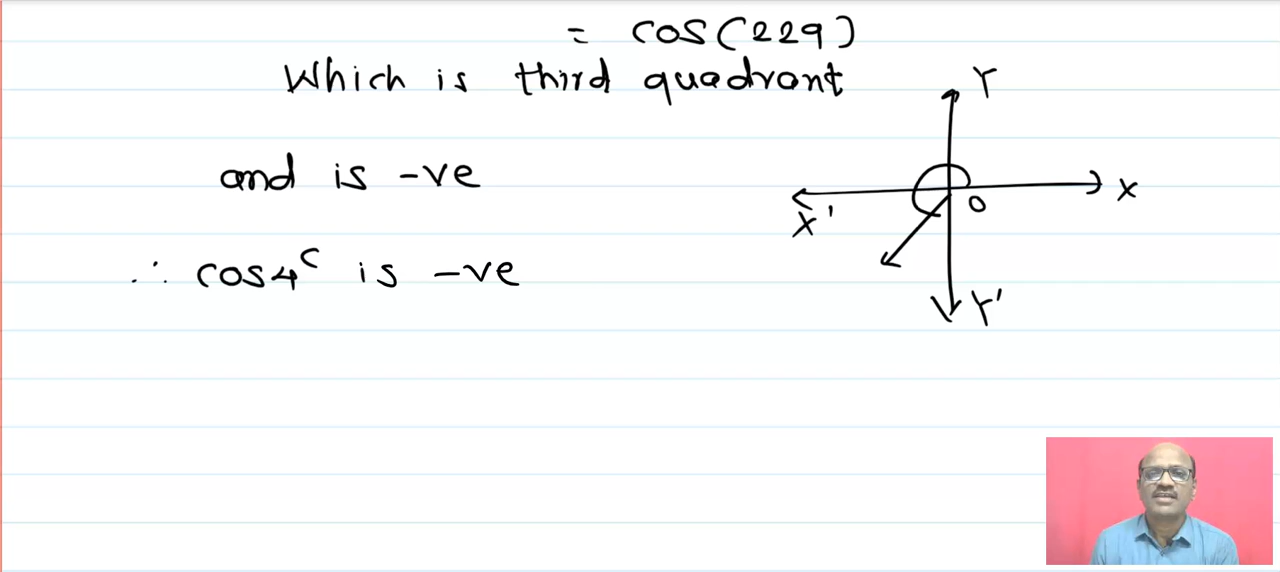 = cos(229)
Which is third quadrant
and is -ve
∴ cos4ᶜ is -ve
Y
X
O
X'
Y'